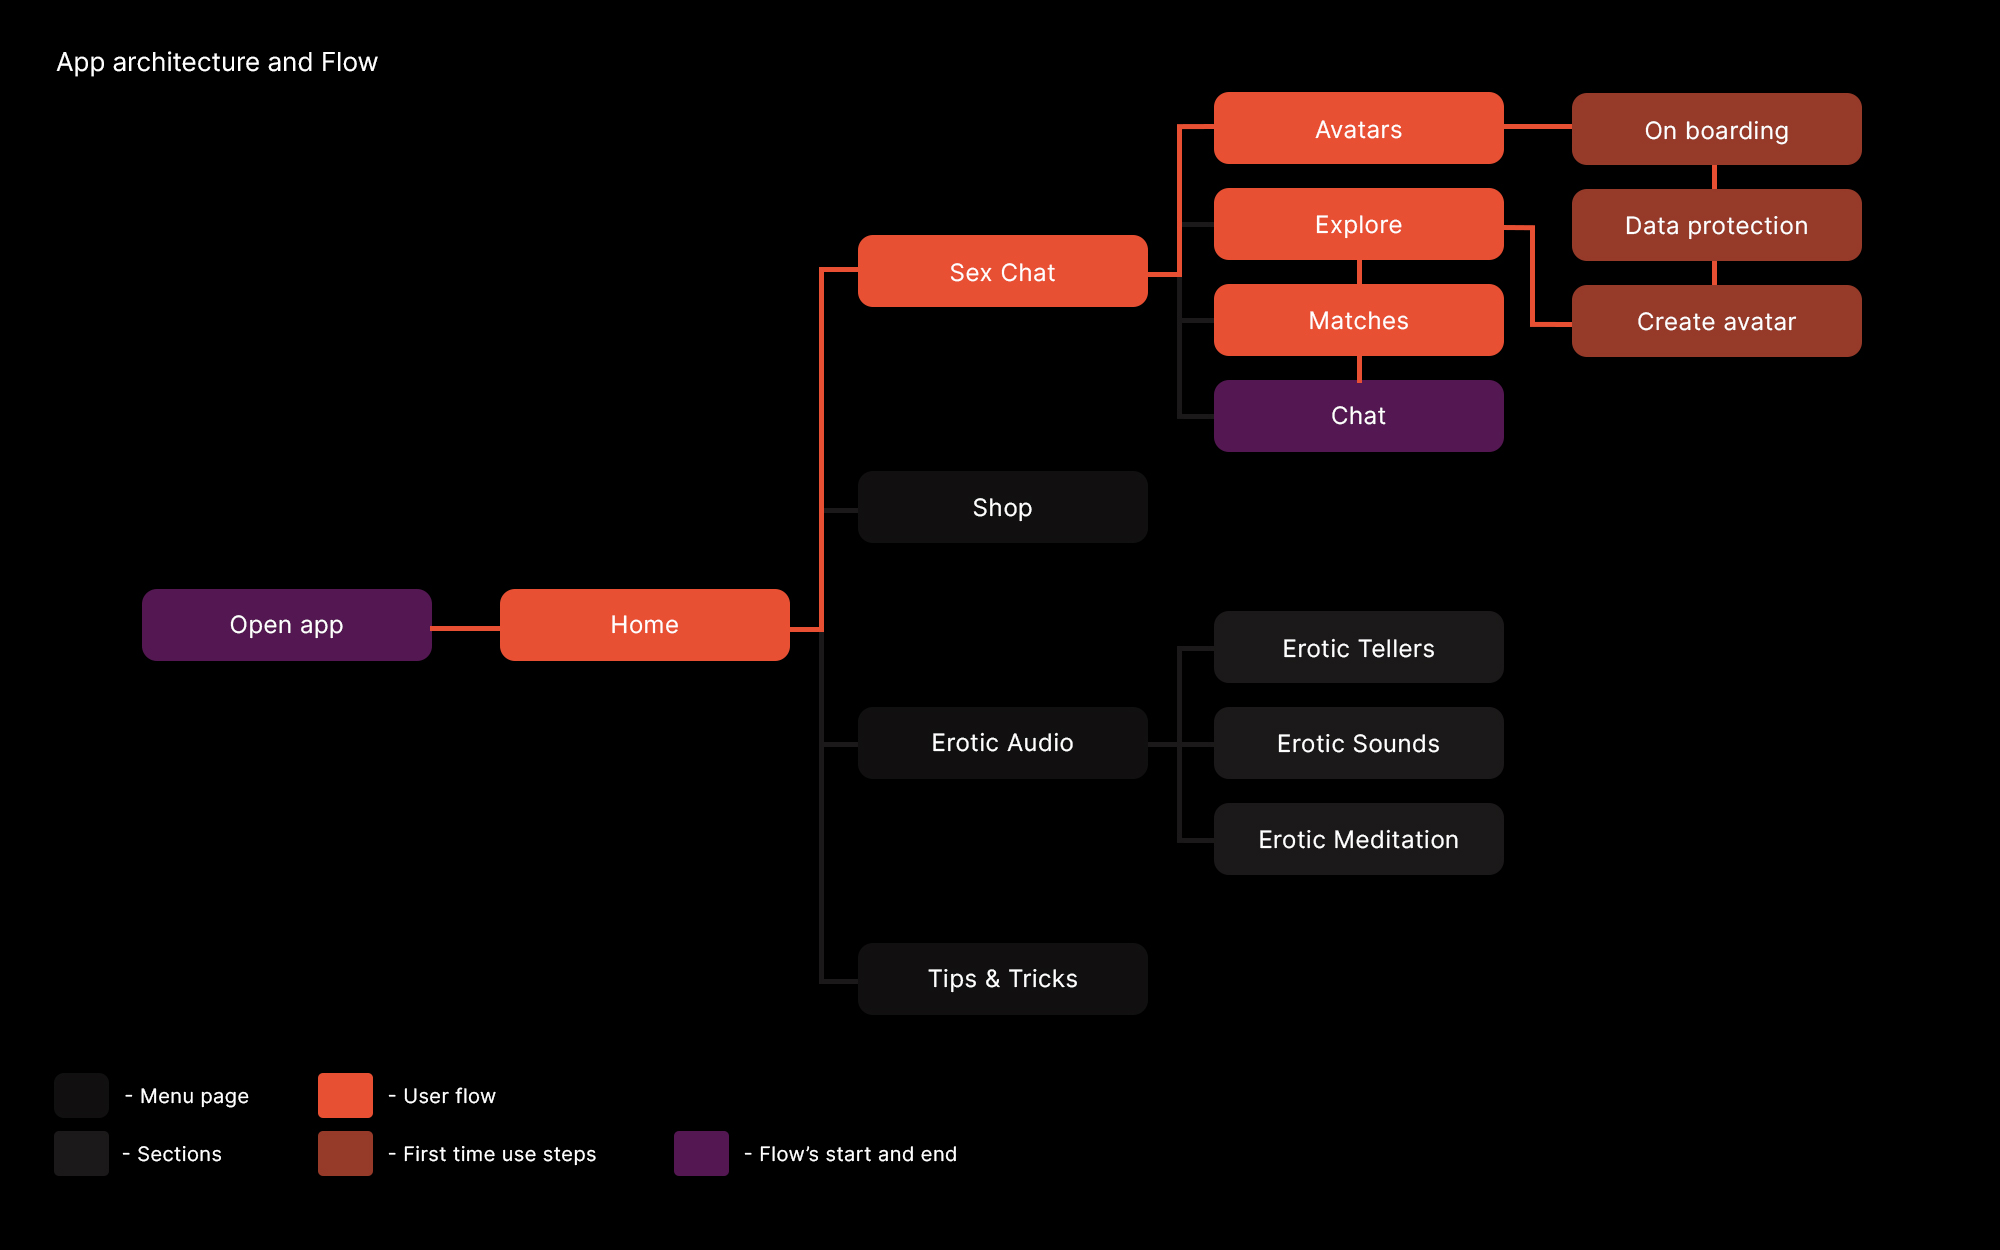 App architecture and Flow
Avatars
On boarding
Explore
Data protection
Sex Chat
Matches
Create avatar
Chat
Shop
Open app
Home
Erotic Tellers
Erotic Audio
Erotic Sounds
Erotic Meditation
Tips & Tricks
- Menu page
- User flow
- Sections
- First time use steps
- Flow’s start and end